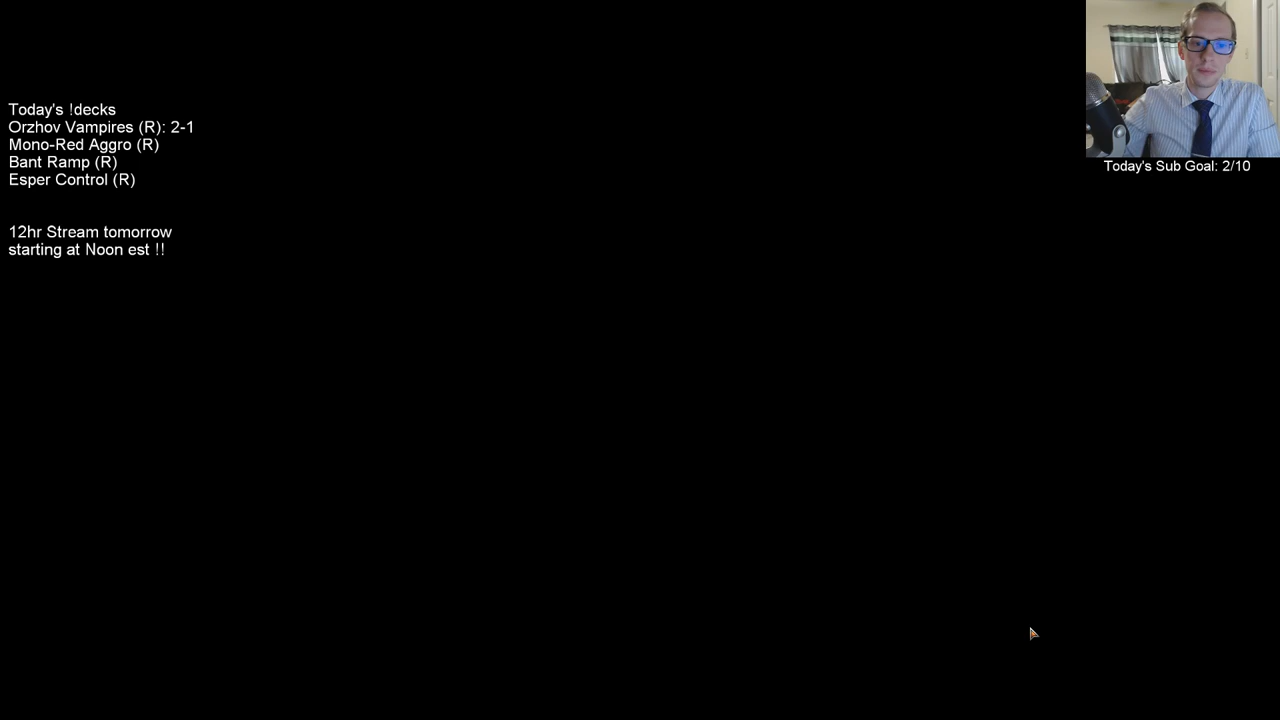 Today's !decks
Orzhov Vampires (R): 2-1
Mono-Red Aggro (R)
Bant Ramp (R)
Esper Control (R)
12hr Stream tomorrow
starting at Noon est !!
Today's Sub Goal: 2/10